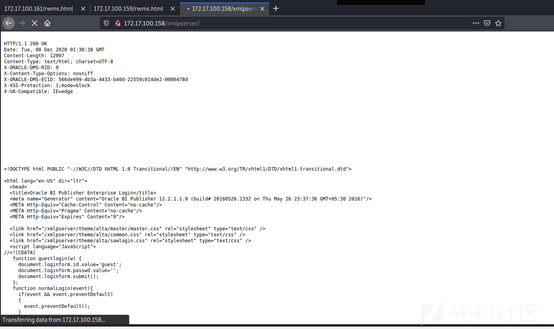 172.17.100.161/rwms.html
172.17.100.159/rwms.html
172.17.100.158/xmlpserv
172.17.100.158/xmlpserver/
HTTP/1.1 200 OK
Date: Tue, 08 Dec 2020 01:30:38 GMT
Content-Length: 12097
Content-Type: text/html; charset=UTF-8
X-ORACLE-DMS-RID: 0
X-Content-Type-Options: nosniff
X-ORACLE-DMS-ECID: 566de999-4b3a-4433-b40d-22559c014de2-0000478d
X-XSS-Protection: 1;mode=block
X-UA-Compatible: IE=edge
<!DOCTYPE html PUBLIC "-//W3C//DTD XHTML 1.0 Transitional//EN" "http://www.w3.org/TR/xhtml1/DTD/xhtml1-transitional.dtd">
<html lang="en-US" dir="ltr">
<head>
<title>Oracle BI Publisher Enterprise Login</title>
<meta name="Generator" content="Oracle BI Publisher 12.2.1.1.0 (build# 20160526.2332 on Thu May 26 23:37:36 GMT+05:30 2016)"/>
<META Http-Equiv="Cache-Control" Content="no-cache"/>
<META Http-Equiv="Pragma" Content="no-cache"/>
<META Http-Equiv="Expires" Content="0"/>
<link href="/xmlpserver/theme/alta/master/master.css" rel="stylesheet" type="text/css" />
<link href="/xmlpserver/theme/alta/common.css" rel="stylesheet" type="text/css" />
<link href="/xmlpserver/theme/alta/sawlogin.css" rel="stylesheet" type="text/css" />
<script language="JavaScript">
//<![CDATA[
function guestlogin(w) {
document.loginform.id.value='guest';
document.loginform.passwd.value='';
document.loginform.submit();
};
function normalLogin(event){
if(event && event.preventDefault)
{
event.preventDefault();
}
Transferring data from 172.17.100.158...
先知社区